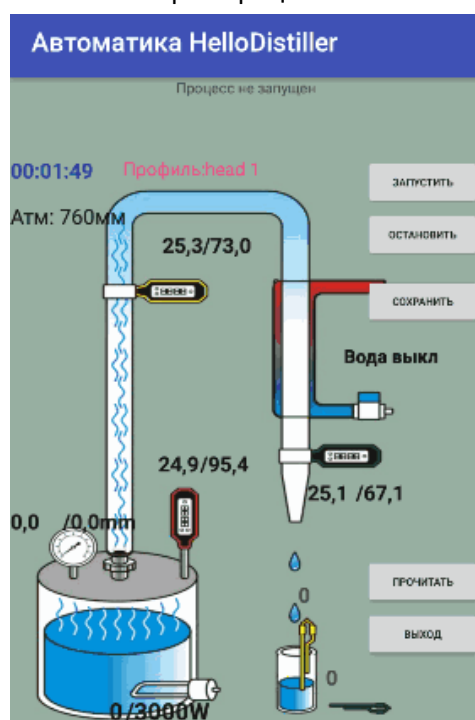 Автоматика HelloDistiller
Процесс не запущен
00:01:49 Профиль:head 1
ЗАПУСТИТЬ
Атм: 760мм
ОСТАНОВИТЬ
25,3/73,0
СОХРАНИТЬ
Вода выкл
24,9/95,4
25,1 /67,1
0,0 /0,0mm
ПРОЧИТАТЬ
0
ВЫХОД
0
0/3000W